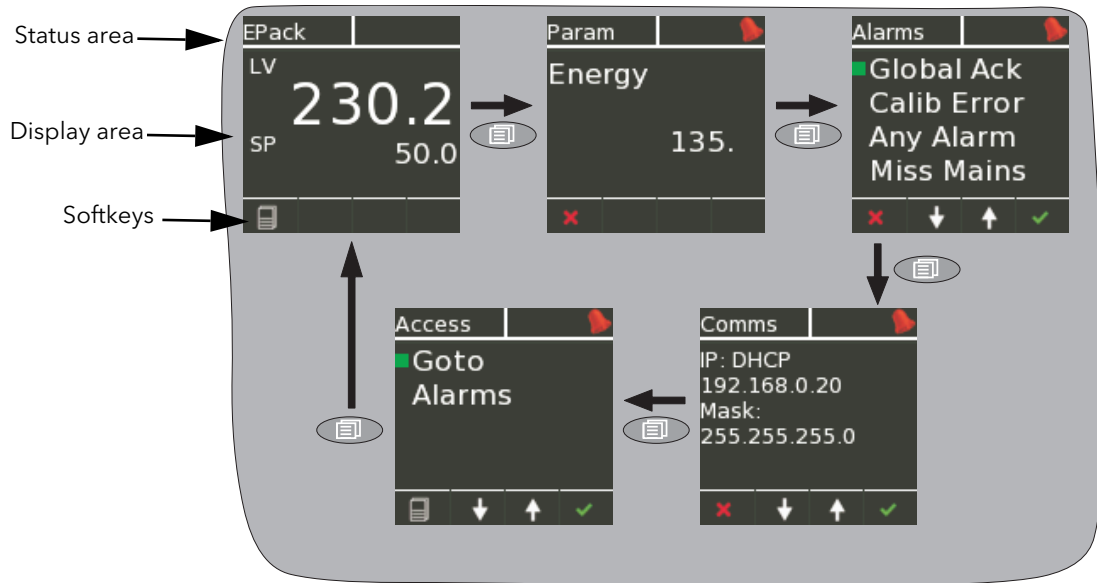 Status area
Display area
Softkeys
EPack
LV
230.2
SP
50.0
Param
Energy
135.
Alarms
Global Ack
Calib Error
Any Alarm
Miss Mains
Access
Goto
Alarms
Comms
IP: DHCP
192.168.0.20
Mask:
255.255.255.0